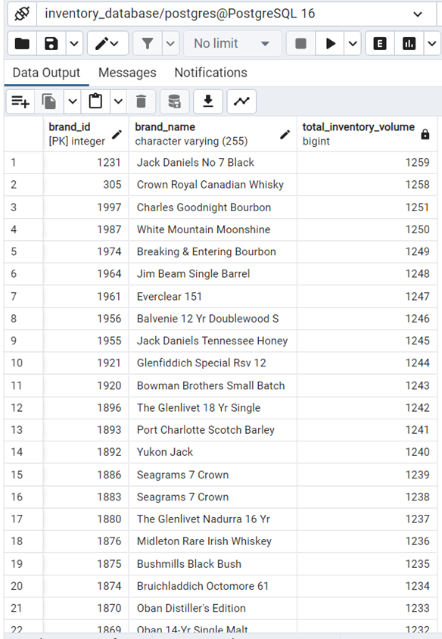 inventory_database/postgres@PostgreSQL 16
No limit
E
Data Output Messages Notifications
brand_id brand_name total_inventory_volume
[PK] integer character varying (255) bigint
1 1231 Jack Daniels No 7 Black 1259
2 305 Crown Royal Canadian Whisky 1258
3 1997 Charles Goodnight Bourbon 1251
4 1987 White Mountain Moonshine 1250
5 1974 Breaking & Entering Bourbon 1249
6 1964 Jim Beam Single Barrel 1248
7 1961 Everclear 151 1247
8 1956 Balvenie 12 Yr Doublewood S 1246
9 1955 Jack Daniels Tennessee Honey 1245
10 1921 Glenfiddich Special Rsv 12 1244
11 1920 Bowman Brothers Small Batch 1243
12 1896 The Glenlivet 18 Yr Single 1242
13 1893 Port Charlotte Scotch Barley 1241
14 1892 Yukon Jack 1240
15 1886 Seagrams 7 Crown 1239
16 1883 Seagrams 7 Crown 1238
17 1880 The Glenlivet Nadurra 16 Yr 1237
18 1876 Midleton Rare Irish Whiskey 1236
19 1875 Bushmills Black Bush 1235
20 1874 Bruichladdich Octomore 61 1234
21 1870 Oban Distiller's Edition 1233
22 1869 Oban 14-Yr Single Malt 1232